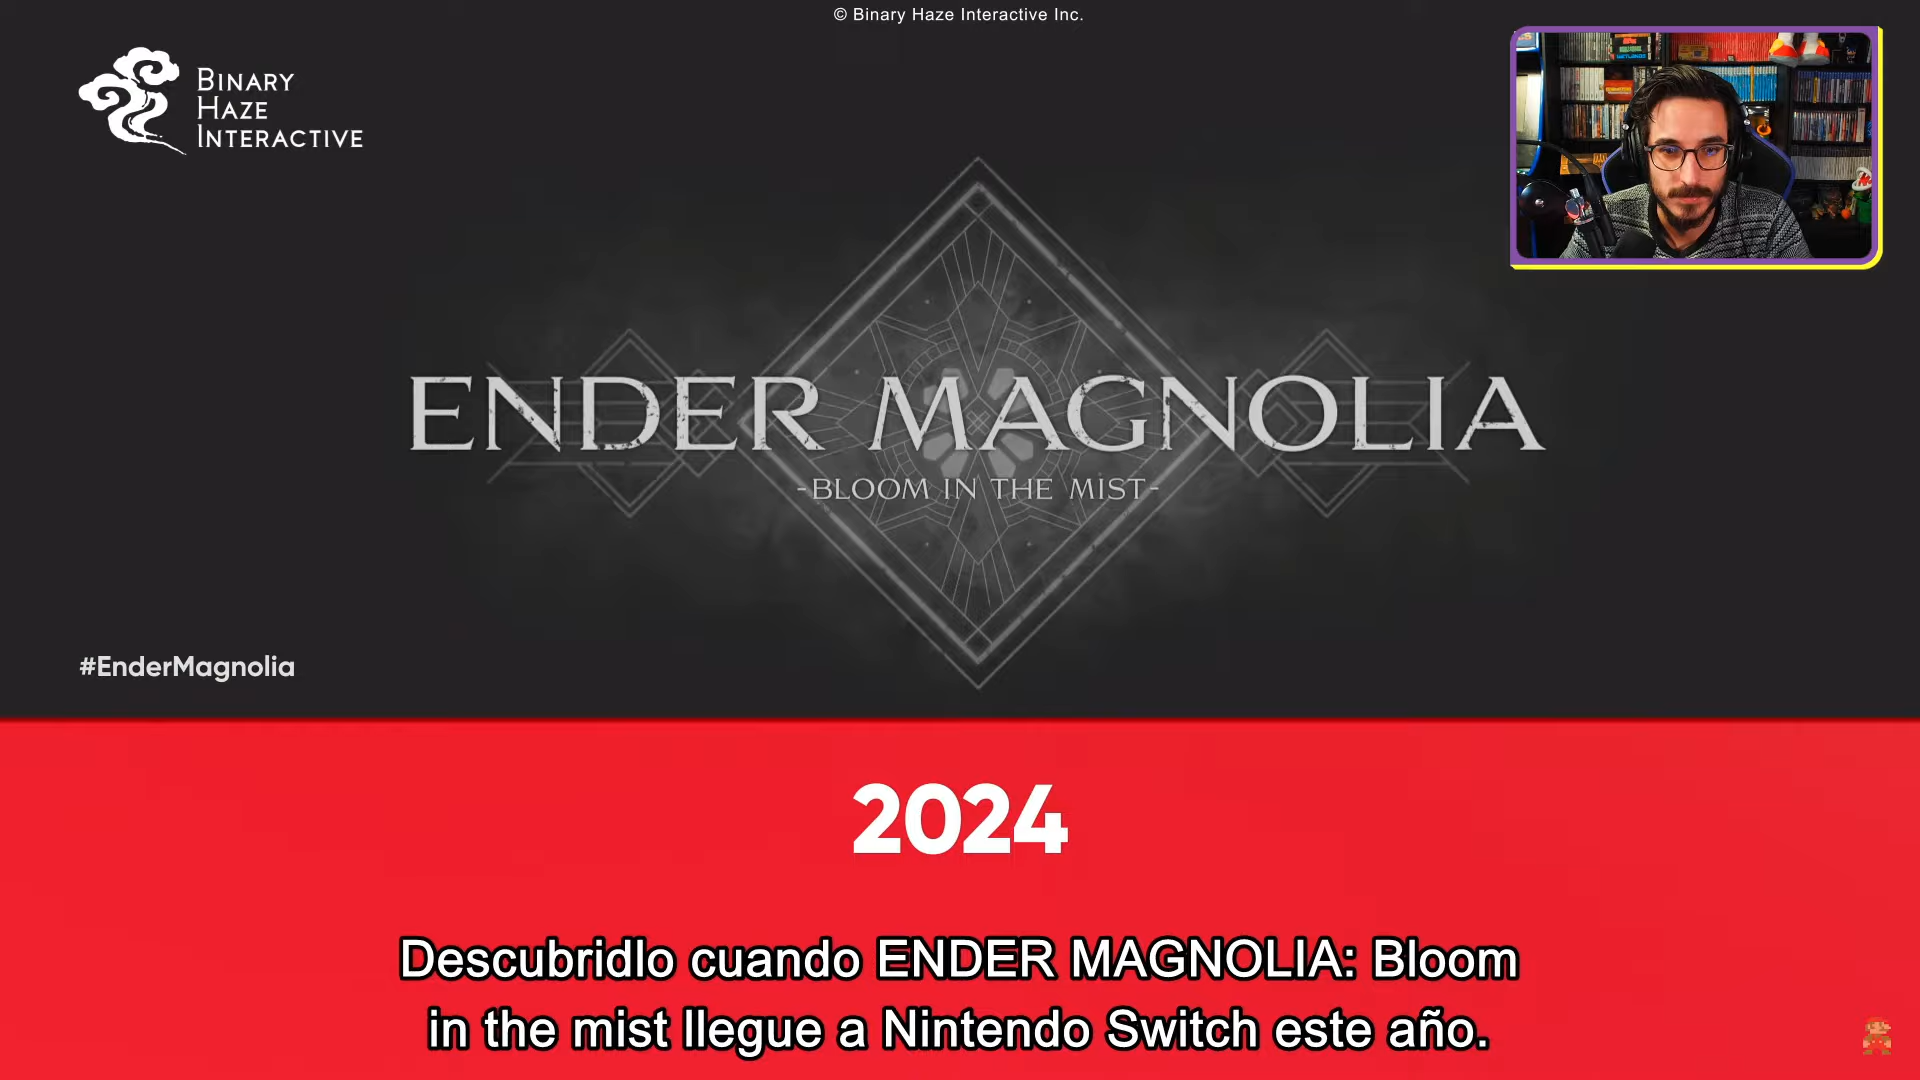 © Binary Haze Interactive Inc.
BINARY
HAZE
INTERACTIVE
ENDER MAGNOLIA
-BLOOM IN THE MIST-
#EnderMagnolia
2024
Descubridlo cuando ENDER MAGNOLIA: Bloom
in the mist llegue a Nintendo Switch este año.